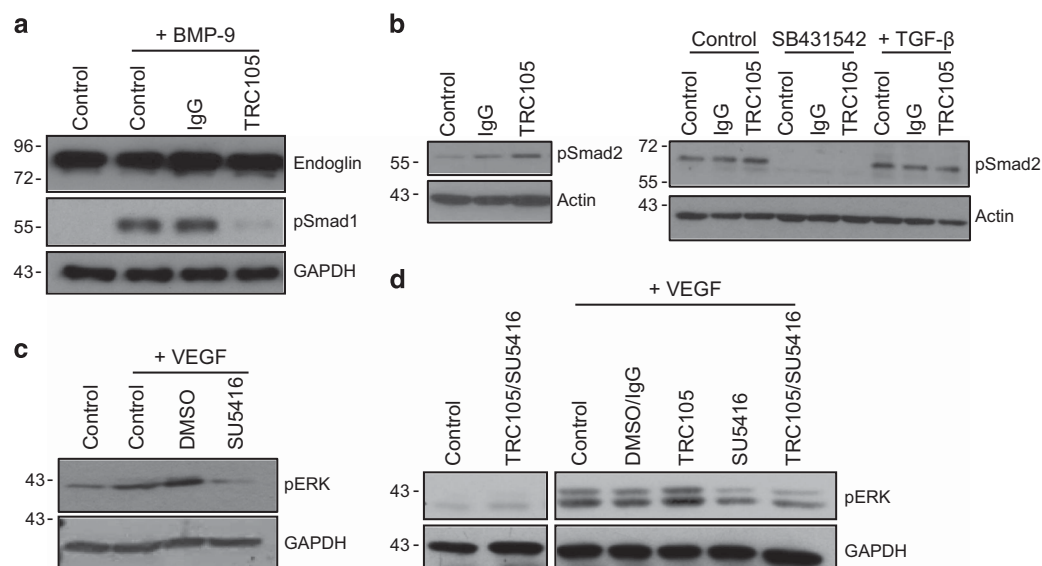 a
+ BMP-9
Control
Control
IgG
TRC105
96-
72-
Endoglin
55-
pSmad1
43-
GAPDH
b
Control
IgG
TRC105
55-
pSmad2
43-
Actin
Control SB431542 + TGF-β
Control
IgG
TRC105
Control
IgG
TRC105
Control
IgG
TRC105
72-
55-
pSmad2
43-
Actin
c
+ VEGF
Control
Control
DMSO
SU5416
43-
pERK
43-
GAPDH
d
+ VEGF
Control
TRC105/SU5416
Control
DMSO/IgG
TRC105
SU5416
TRC105/SU5416
43-
pERK
43-
GAPDH